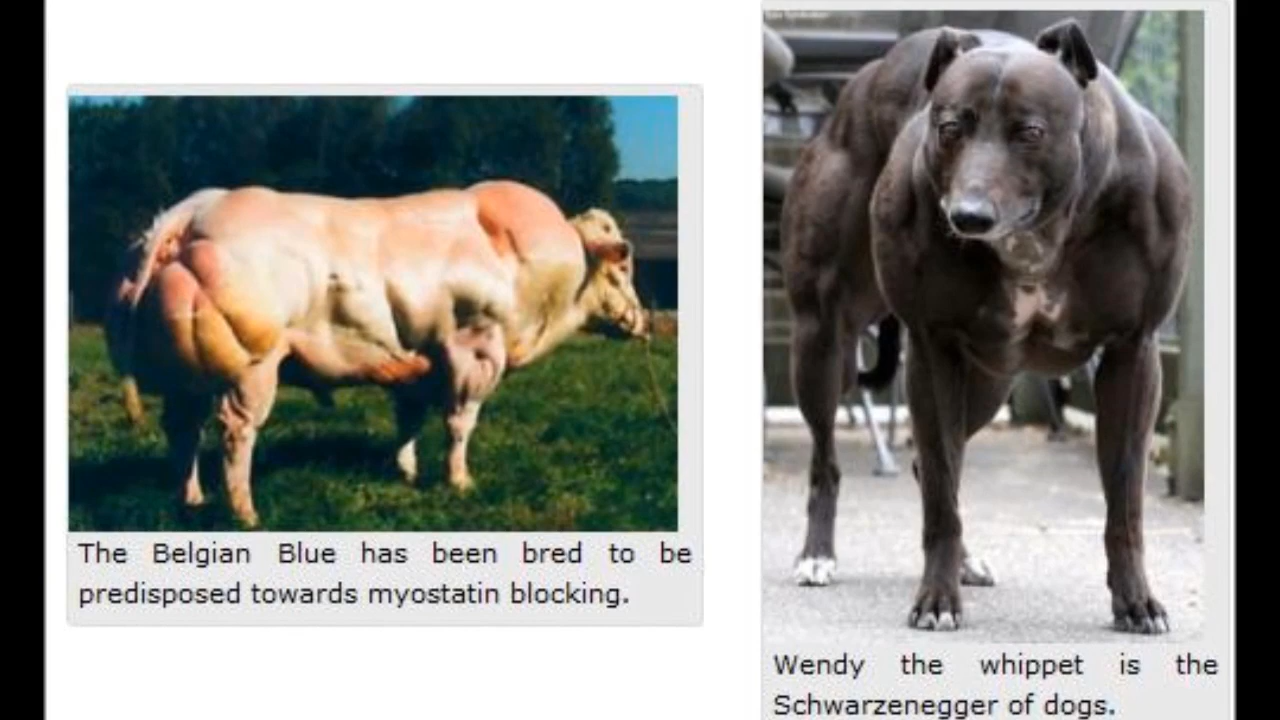 The Belgian Blue has been bred to be
predisposed towards myostatin blocking.
Wendy the whippet is the
Schwarzenegger of dogs.